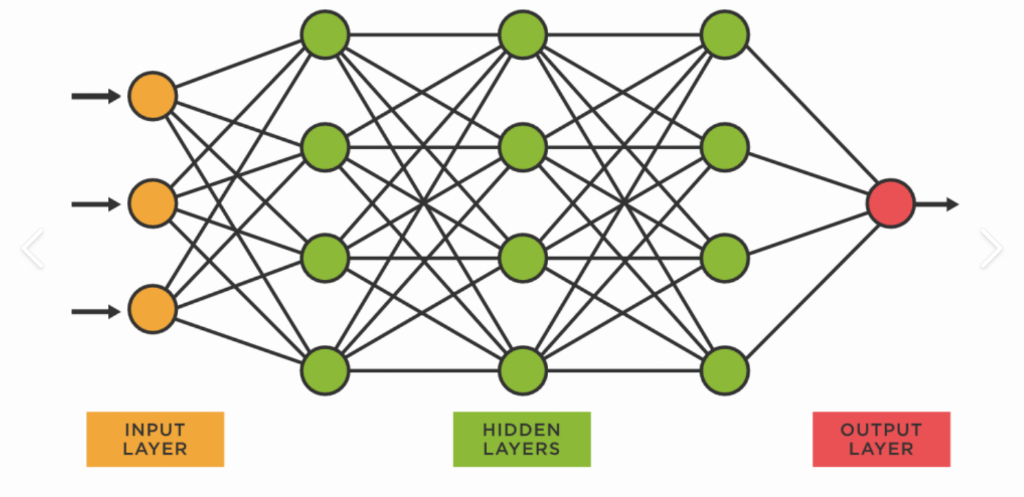 INPUT
LAYER
HIDDEN
LAYERS
OUTPUT
LAYER